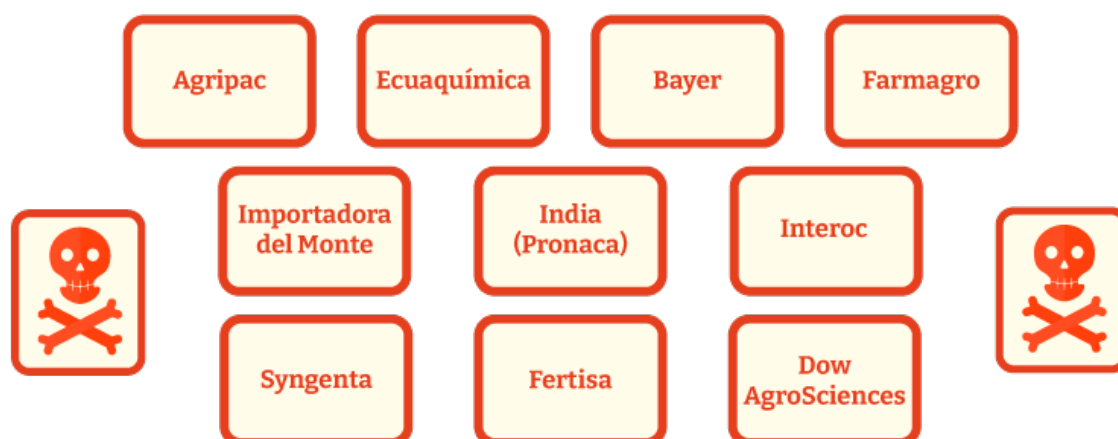 Agripac
Ecuaquímica
Bayer
Farmagro
Importadora
del Monte
India
(Pronaca)
Interoc
Syngenta
Fertisa
Dow
AgroSciences